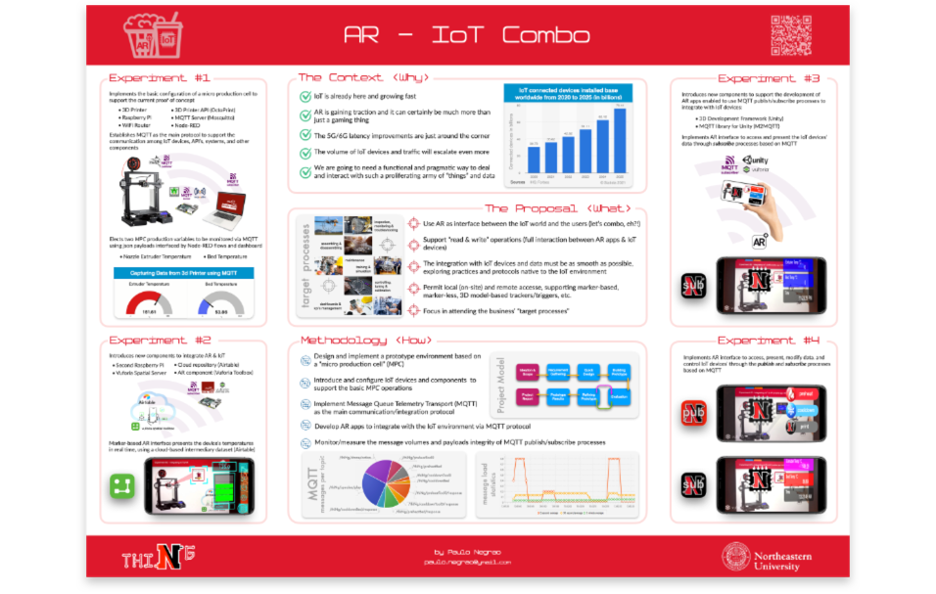 AR - IoT Combo
AR
IoT
Experiment #1
Implements the basic configuration of a micro production cell to
support the current proof of concept
• 3D Printer
• Raspberry Pi
• WiFi Router
• 3D Printer API (OctoPrint)
• MQTT Server (Mosquitto)
• Node-RED
Establishes MQTT as the main protocol to support the
communication among IoT devices, API's, systems, and other
components
Elects two MPC production variables to be monitored via MQTT
using json payloads interfaced by Node-RED flows and dashboard
• Nozzle Extruder Temperature
• Bed Temperature
Capturing Data from 3d Printer using MQTT
Extruder Temperature
Bed Temperature
Experiment #2
Introduces new components to integrate AR & IoT
• Second Raspberry Pi
• Vuforia Spatial Server
• Cloud repository (Airtable)
• AR component (Vuforia Toolbox)
Airtable
Marker-based AR interface presents the device's temperatures
in real-time, using a cloud-based intermediary dataset (Airtable)
The Context (Why)
IoT is already here and growing fast
AR is gaining traction and it can certainly be much more than
just a gaming thing
The 5G/6G latency improvements are just around the corner
The volume of IoT devices and traffic will escalate even more
We are going to need a functional and pragmatic way to deal
and interact with such a proliferating army of "things" and data
IoT connected devices installed base
worldwide from 2020 to 2025 (in billions)
Sources
The Proposal (What)
target processes
Use AR as interface between the IoT world and the users (let's combo, eh?!)
Support "read & write" operations (full interaction between AR apps & IoT
devices)
The integration with IoT devices and data must be as smooth as possible,
exploring practices and protocols native to the IoT environment
Permit local (on-site) and remote accesse, supporting marker-based,
marker-less, 3D model-based trackers/triggers, etc.
Focus in attending the business' "target processes"
Methodology (How)
Design and implement a prototype environment based on
a "micro production cell" (MPC)
Introduce and configure IoT devices and components to
support the basic MPC operations
Implement Message Queue Telemetry Transport (MQTT)
as the main communication/integration protocol
Develop AR apps to integrate with the IoT environment via MQTT protocol
Monitor/measure the message volumes and payloads integrity of MQTT publish/subscribe processes
Project Model
MQTT
messages per topic
message load
statistics
Experiment #3
Introduces new components to support the development of
AR apps enabled to use MQTT publish/subscribe processes to
integrate with IoT devices:
• 3D Development Framework (Unity)
• MQTT library for Unity (M2MQTT)
Implements AR interface to access and present the IoT devices'
data through subscribe processes based on MQTT
MQTT
unity
vuforia
AR
sub
Experiment #4
Implements AR interface to access, present, modify data, and
control IoT devices through the publish and subscribe processes
based on MQTT
pub
sub
THIN
by Paulo Negrao
Northeastern
University